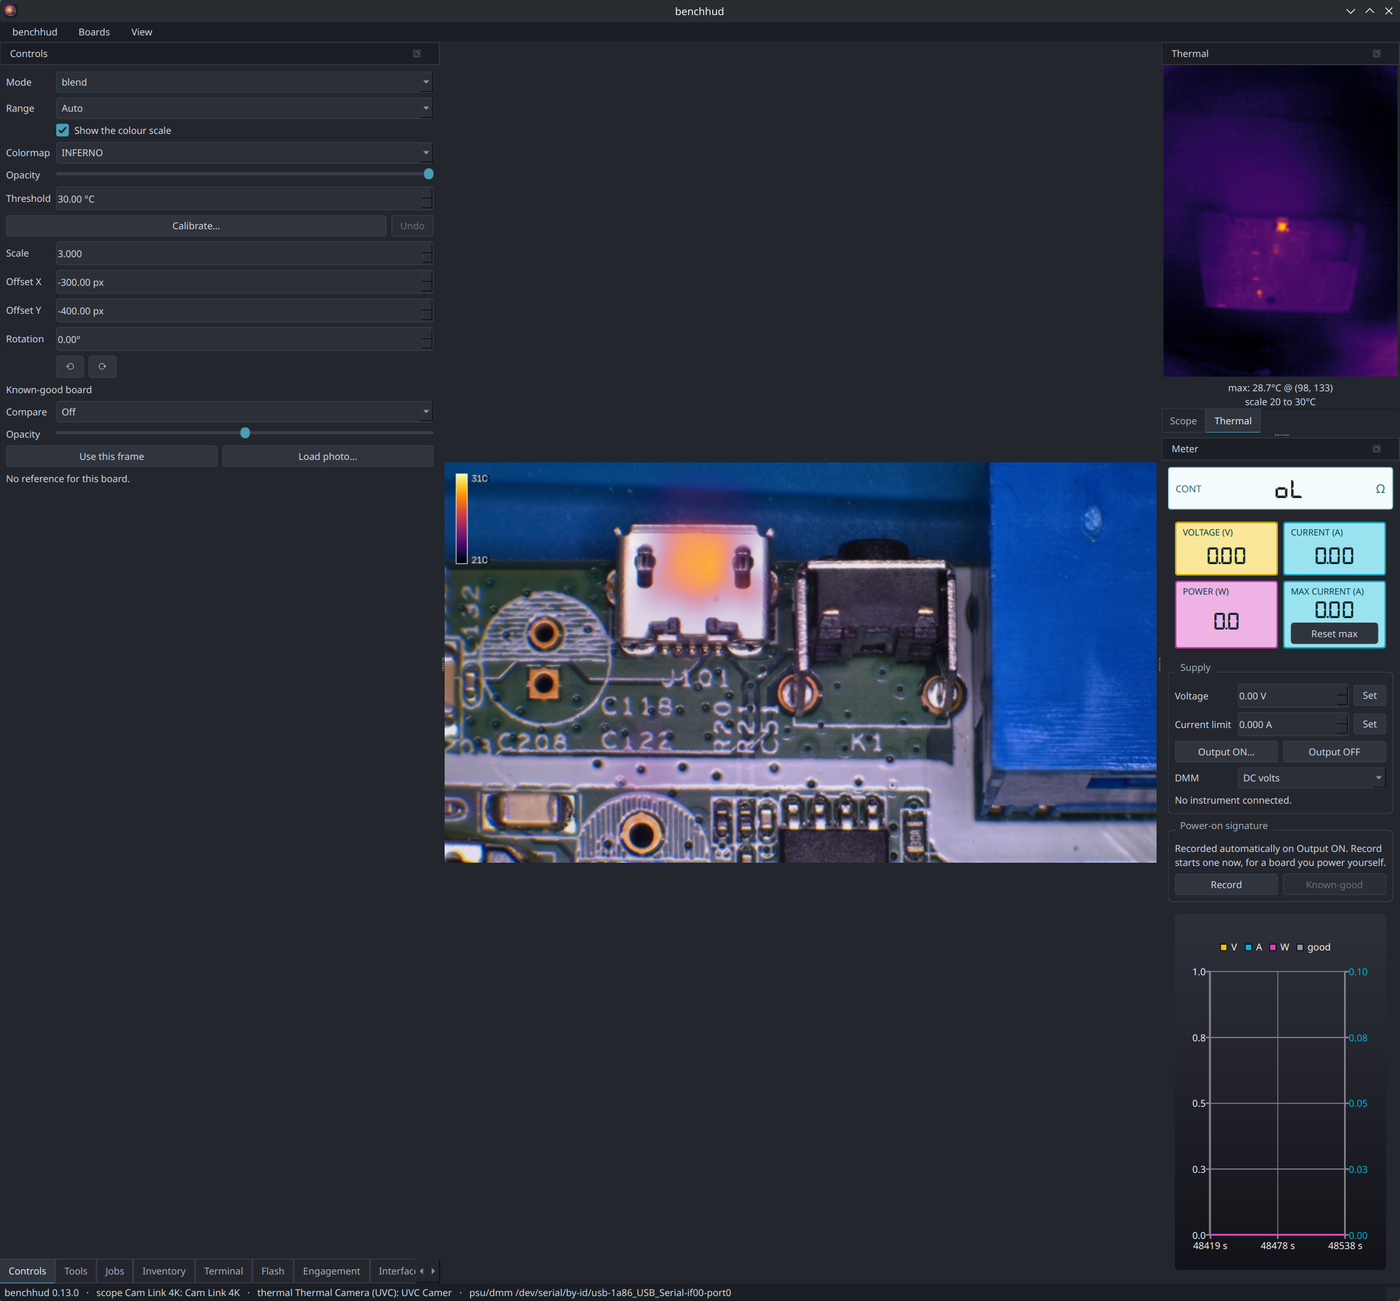 benchhud
benchhud Boards View
Controls
Mode blend
Range Auto
Show the colour scale
Colormap INFERNO
Opacity
Threshold 30.00 °C
Calibrate... Undo
Scale 3.000
Offset X -300.00 px
Offset Y -400.00 px
Rotation 0.00°
Known-good board
Compare Off
Opacity
Use this frame Load photo...
No reference for this board.
31C
21C
132
J101
C118
C208 C122
R20
R21
C51
K1
Thermal
max: 28.7°C @ (98, 133)
scale 20 to 30°C
Scope Thermal
Meter
CONT oL Ω
VOLTAGE (V) CURRENT (A)
0.00 0.00
POWER (W) MAX CURRENT (A)
0.0 0.00
Reset max
Supply
Voltage 0.00 V Set
Current limit 0.000 A Set
Output ON... Output OFF
DMM DC volts
No instrument connected.
Power-on signature
Recorded automatically on Output ON. Record
starts one now, for a board you power yourself.
Record Known-good
V A W good
1.0 0.10
0.8 0.08
0.5 0.05
0.3 0.03
0.0 0.00
48419 s 48478 s 48538 s
Controls Tools Jobs Inventory Terminal Flash Engagement Interfac
benchhud 0.13.0 · scope Cam Link 4K: Cam Link 4K · thermal Thermal Camera (UVC): UVC Camer · psu/dmm /dev/serial/by-id/usb-1a86_USB_Serial-if00-port0